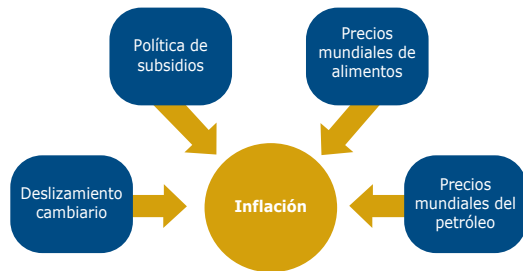 Política de
subsidios
Precios
mundiales de
alimentos
Deslizamiento
cambiario
Inflación
Precios
mundiales del
petróleo